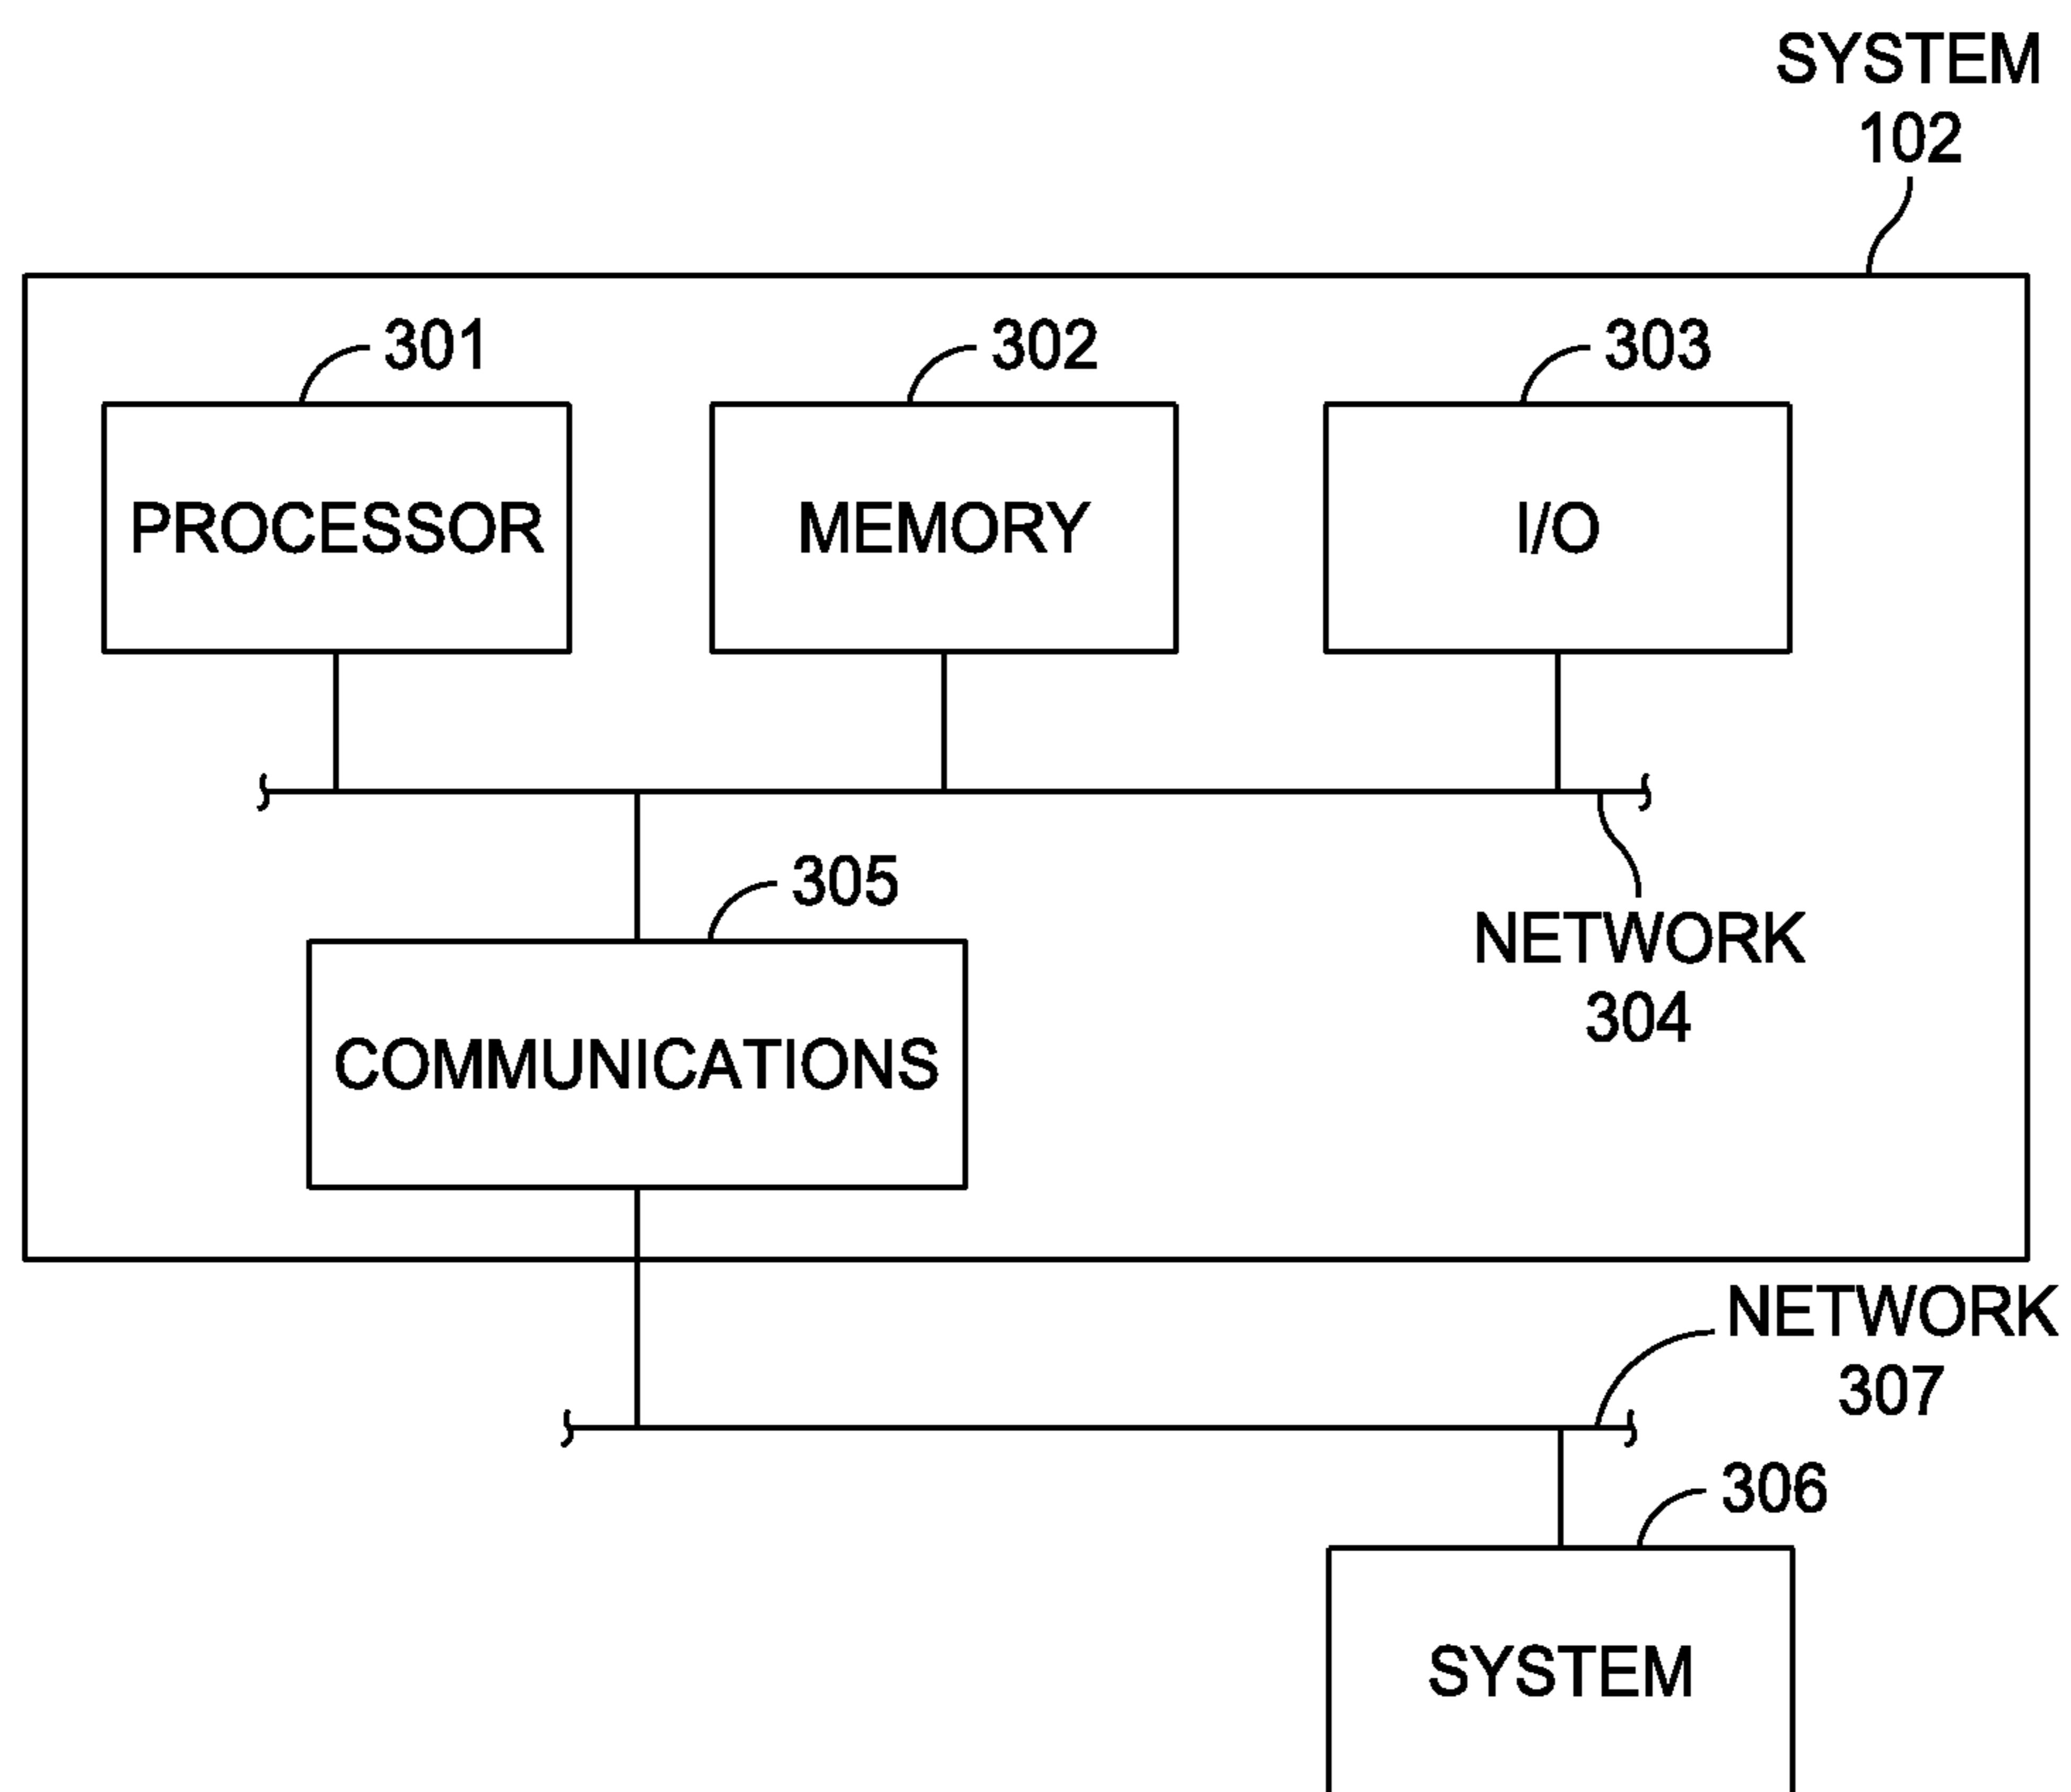 SYSTEM
102
301
302
303
PROCESSOR
MEMORY
I/O
305
NETWORK
304
COMMUNICATIONS
NETWORK
307
306
SYSTEM